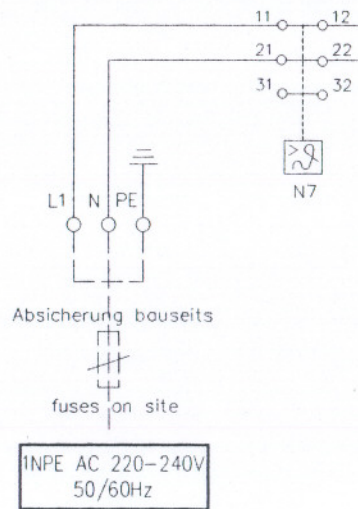 11 12
21 22
31 32
>ϑ
N7
L1 N PE
Absicherung bauseits
fuses on site
1NPE AC 220-240V
50/60Hz